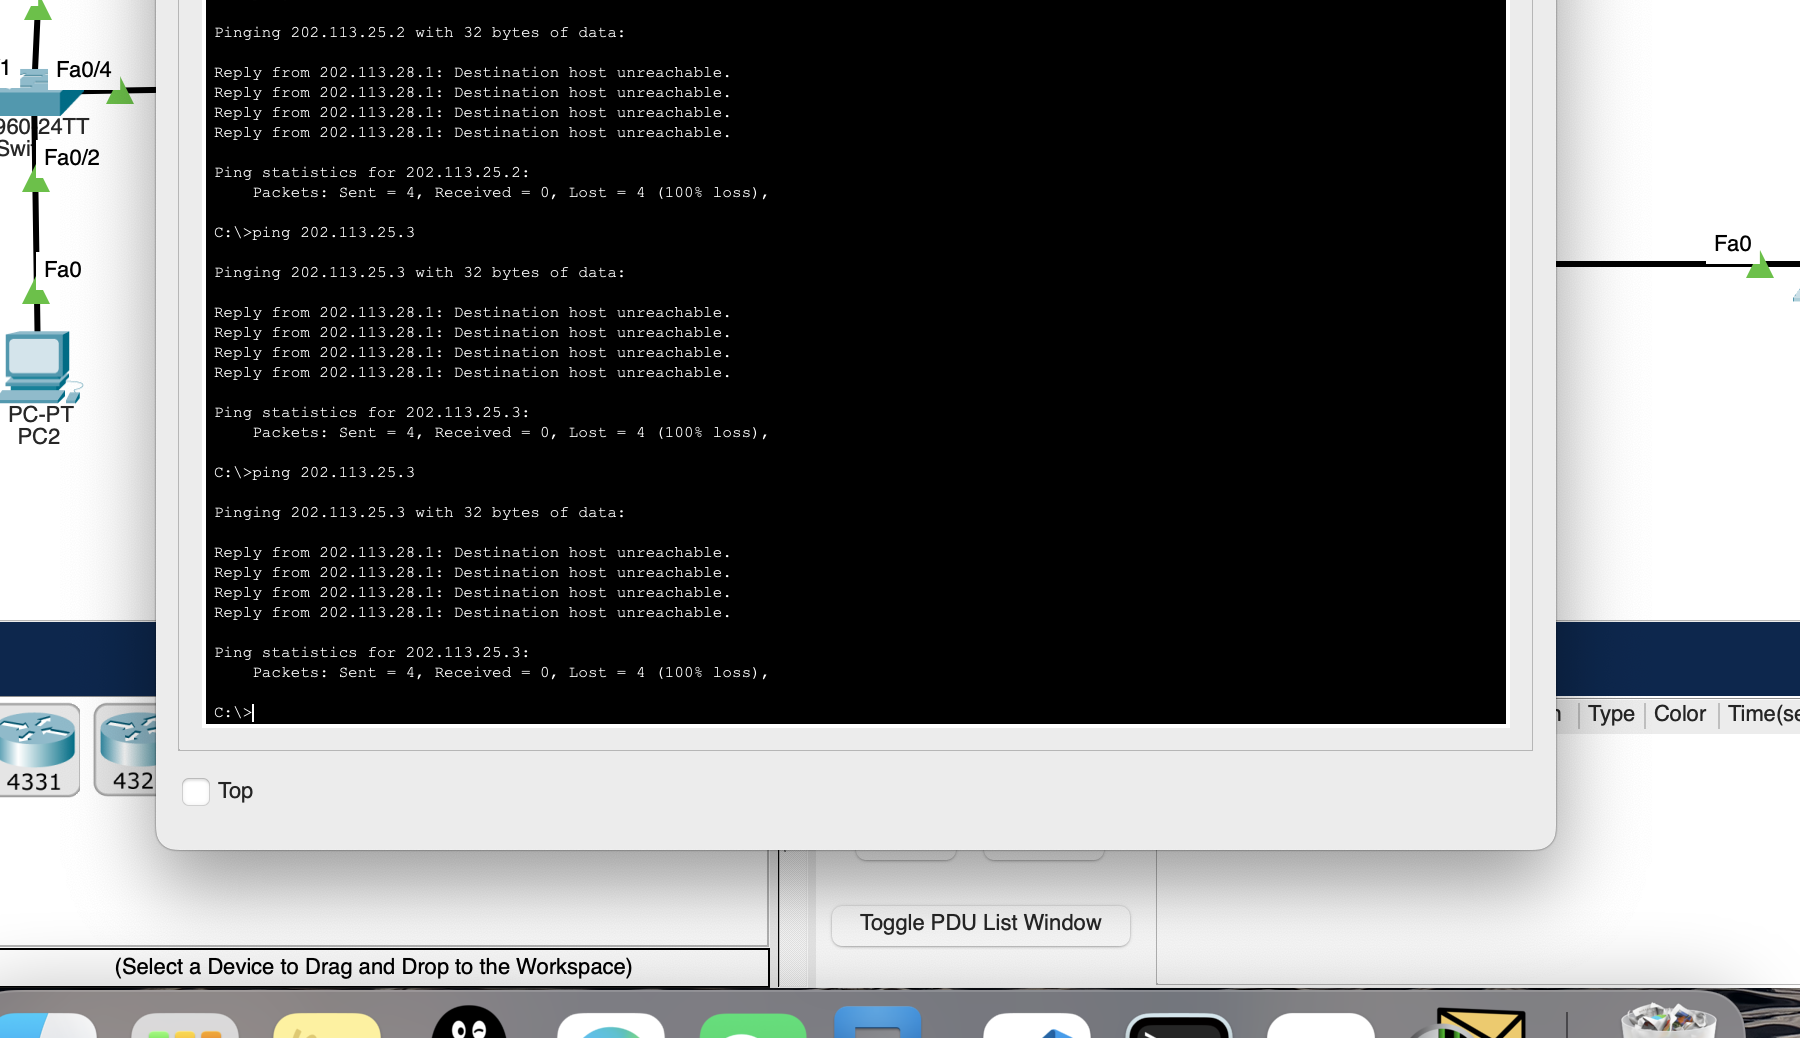 Pinging 202.113.25.2 with 32 bytes of data:
Reply from 202.113.28.1: Destination host unreachable.
Reply from 202.113.28.1: Destination host unreachable.
Reply from 202.113.28.1: Destination host unreachable.
Reply from 202.113.28.1: Destination host unreachable.
Ping statistics for 202.113.25.2:
    Packets: Sent = 4, Received = 0, Lost = 4 (100% loss),
C:\>ping 202.113.25.3
Pinging 202.113.25.3 with 32 bytes of data:
Reply from 202.113.28.1: Destination host unreachable.
Reply from 202.113.28.1: Destination host unreachable.
Reply from 202.113.28.1: Destination host unreachable.
Reply from 202.113.28.1: Destination host unreachable.
Ping statistics for 202.113.25.3:
    Packets: Sent = 4, Received = 0, Lost = 4 (100% loss),
C:\>ping 202.113.25.3
Pinging 202.113.25.3 with 32 bytes of data:
Reply from 202.113.28.1: Destination host unreachable.
Reply from 202.113.28.1: Destination host unreachable.
Reply from 202.113.28.1: Destination host unreachable.
Reply from 202.113.28.1: Destination host unreachable.
Ping statistics for 202.113.25.3:
    Packets: Sent = 4, Received = 0, Lost = 4 (100% loss),
C:\>
Top
1
Fa0/4
960 24TT
Swi
Fa0/2
Fa0
PC-PT
PC2
Fa0
4331
432
Type Color Time(se
Toggle PDU List Window
(Select a Device to Drag and Drop to the Workspace)